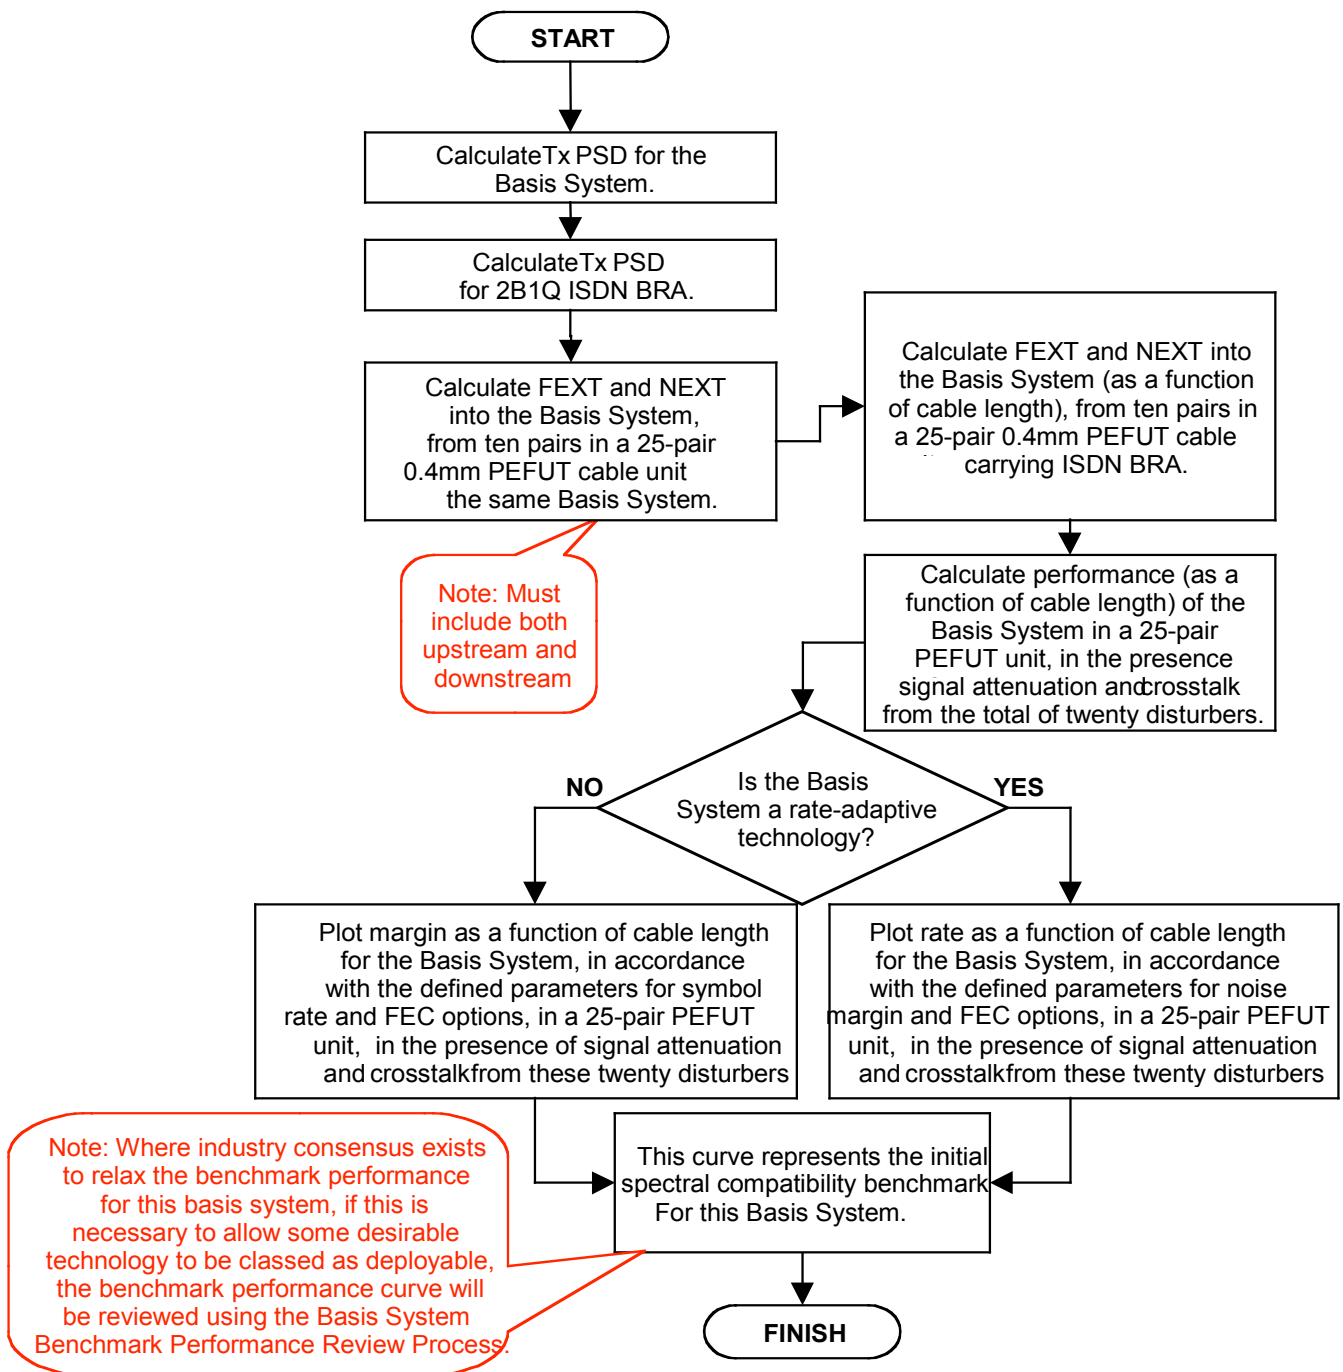 START
CalculateTx PSD for the
Basis System.
CalculateTx PSD
for 2B1Q ISDN BRA.
Calculate FEXT and NEXT
into the Basis System,
from ten pairs in a 25-pair
0.4mm PEFUT cable unit
the same Basis System.
Calculate FEXT and NEXT into
the Basis System (as a function
of cable length), from ten pairs in
a 25-pair 0.4mm PEFUT cable
carrying ISDN BRA.
Note: Must
include both
upstream and
downstream
Calculate performance (as a
function of cable length) of the
Basis System in a 25-pair
PEFUT unit, in the presence
signal attenuation andcrosstalk
from the total of twenty disturbers.
NO
Is the Basis
System a rate-adaptive
technology?
YES
Plot margin as a function of cable length
for the Basis System, in accordance
with the defined parameters for symbol
rate and FEC options, in a 25-pair PEFUT
unit, in the presence of signal attenuation
and crosstalkfrom these twenty disturbers
Plot rate as a function of cable length
for the Basis System, in accordance
with the defined parameters for noise
margin and FEC options, in a 25-pair PEFUT
unit, in the presence of signal attenuation
and crosstalkfrom these twenty disturbers
Note: Where industry consensus exists
to relax the benchmark performance
for this basis system, if this is
necessary to allow some desirable
technology to be classed as deployable,
the benchmark performance curve will
be reviewed using the Basis System
Benchmark Performance Review Process.
This curve represents the initial
spectral compatibility benchmark
For this Basis System.
FINISH